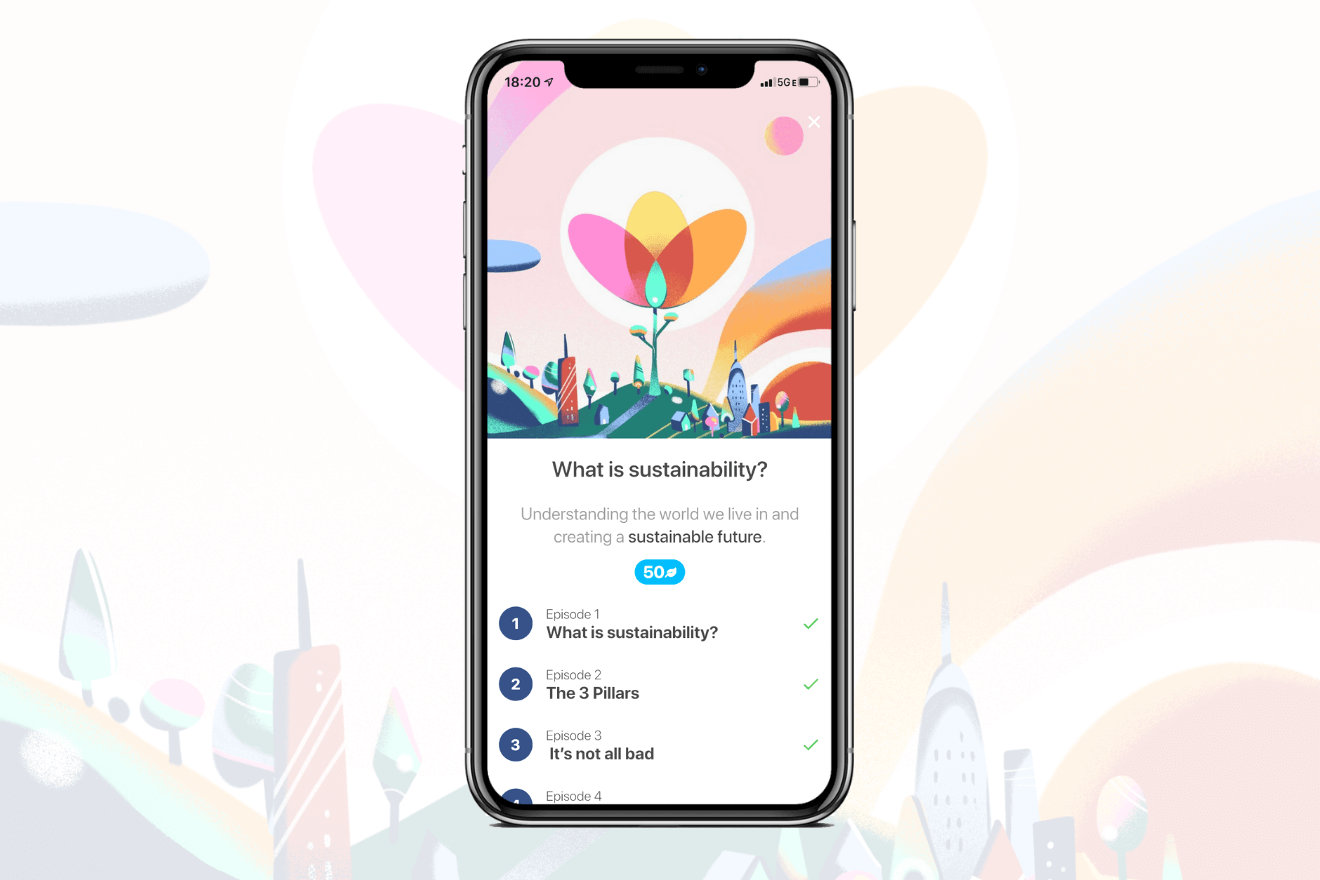 18:20
5GE
What is sustainability?
Understanding the world we live in and
creating a sustainable future.
50
1
Episode 1
What is sustainability?
2
Episode 2
The 3 Pillars
3
Episode 3
It's not all bad
Episode 4